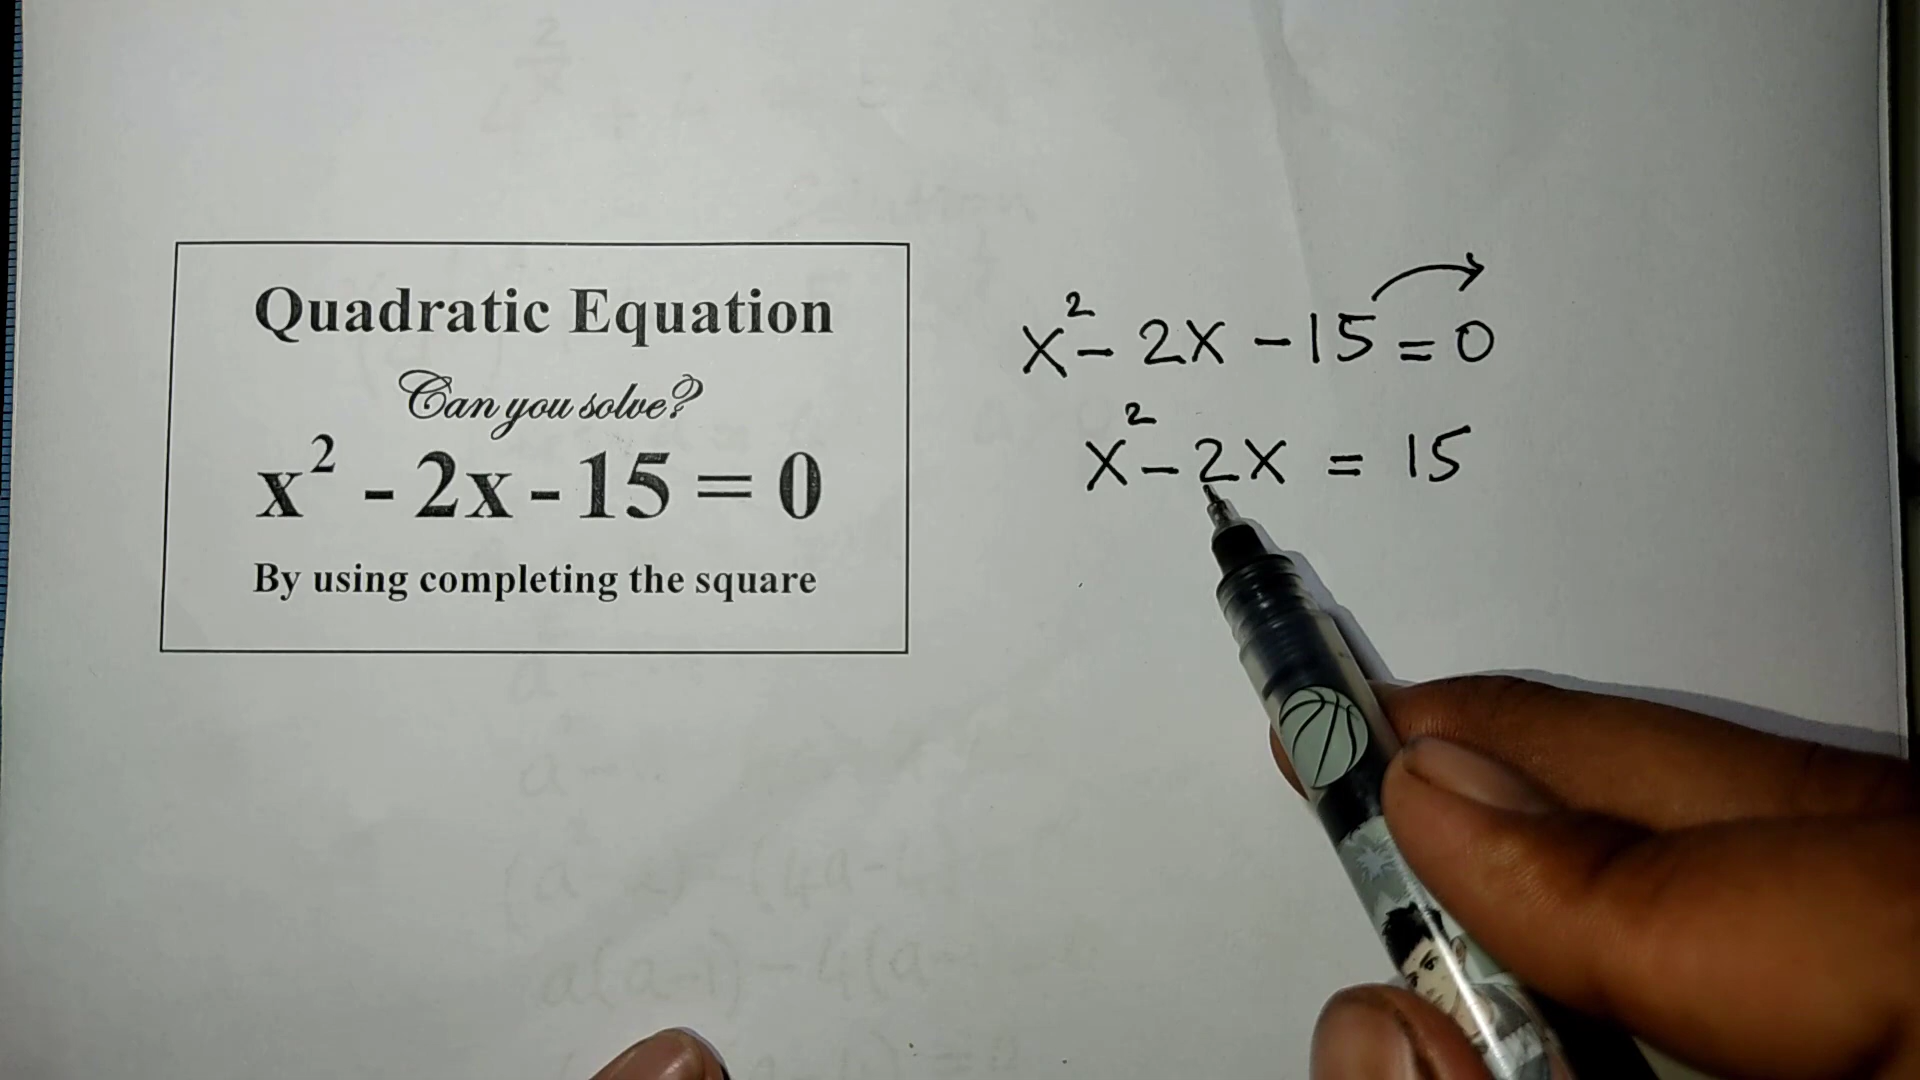 Quadratic Equation
Can you solve?
x² - 2x - 15 = 0
By using completing the square
x² - 2x - 15 = 0
x² - 2x = 15